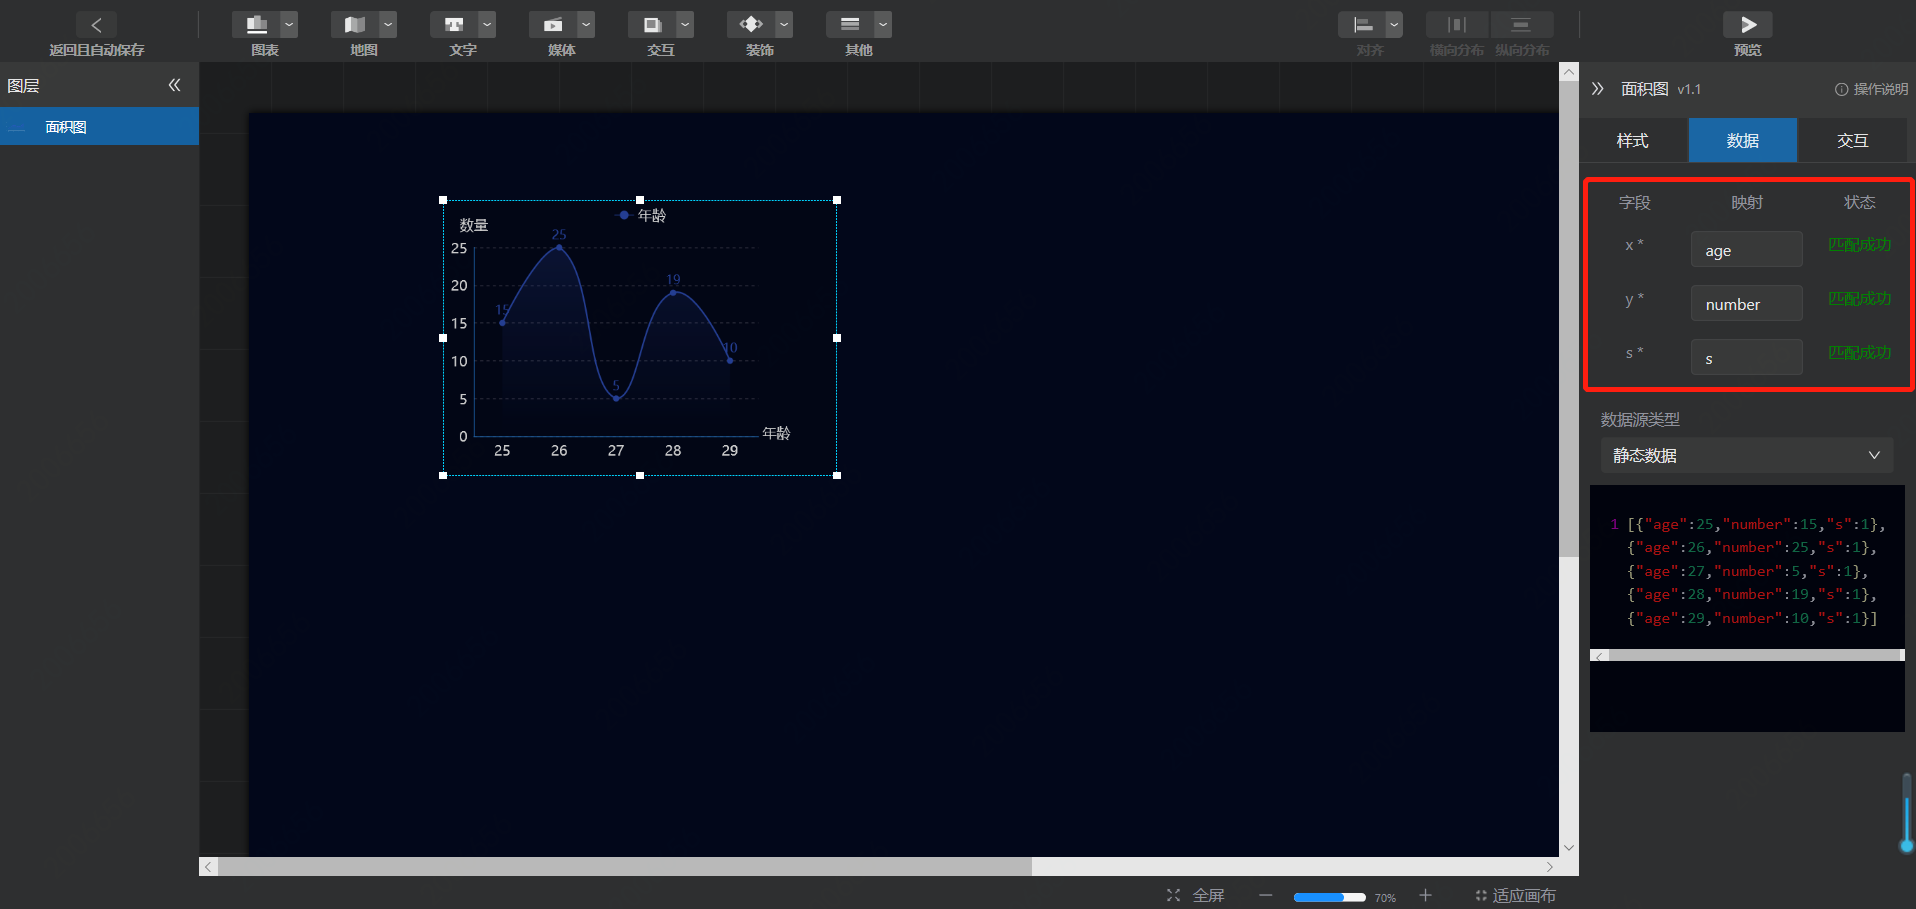 返回且自动保存
图表
地图
文字
媒体
交互
装饰
其他
对齐
横向分布
纵向分布
预览
图层
面积图
数量
年龄
25
20
15
10
5
0
15
25
5
19
10
25 26 27 28 29
年龄
面积图 v1.1
操作说明
样式 数据 交互
字段 映射 状态
x * age 匹配成功
y * number 匹配成功
s * s 匹配成功
数据源类型
静态数据
1 [{"age":25,"number":15,"s":1},
{"age":26,"number":25,"s":1},
{"age":27,"number":5,"s":1},
{"age":28,"number":19,"s":1},
{"age":29,"number":10,"s":1}]
全屏
70%
适应画布